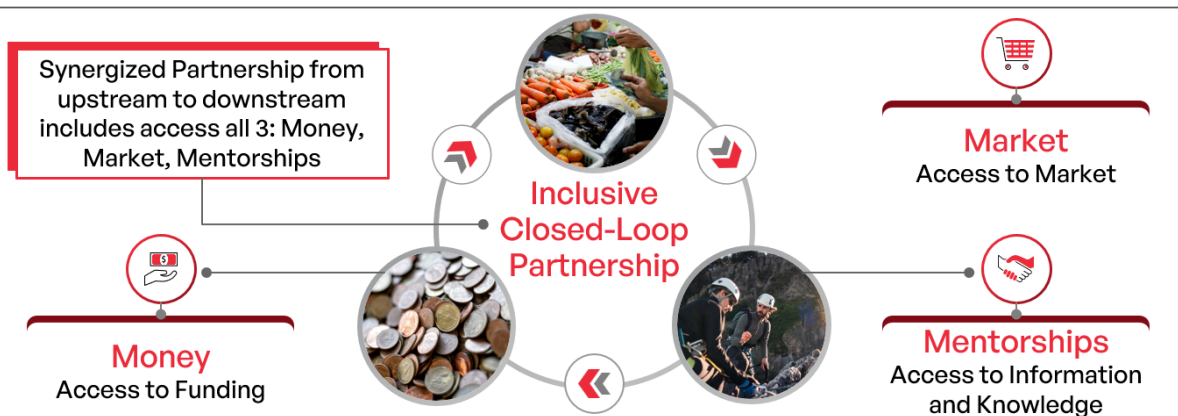 Synergized Partnership from
upstream to downstream
includes access all 3: Money,
Market, Mentorships
Inclusive
Closed-Loop
Partnership
Market
Access to Market
Money
Access to Funding
Mentorships
Access to Information
and Knowledge